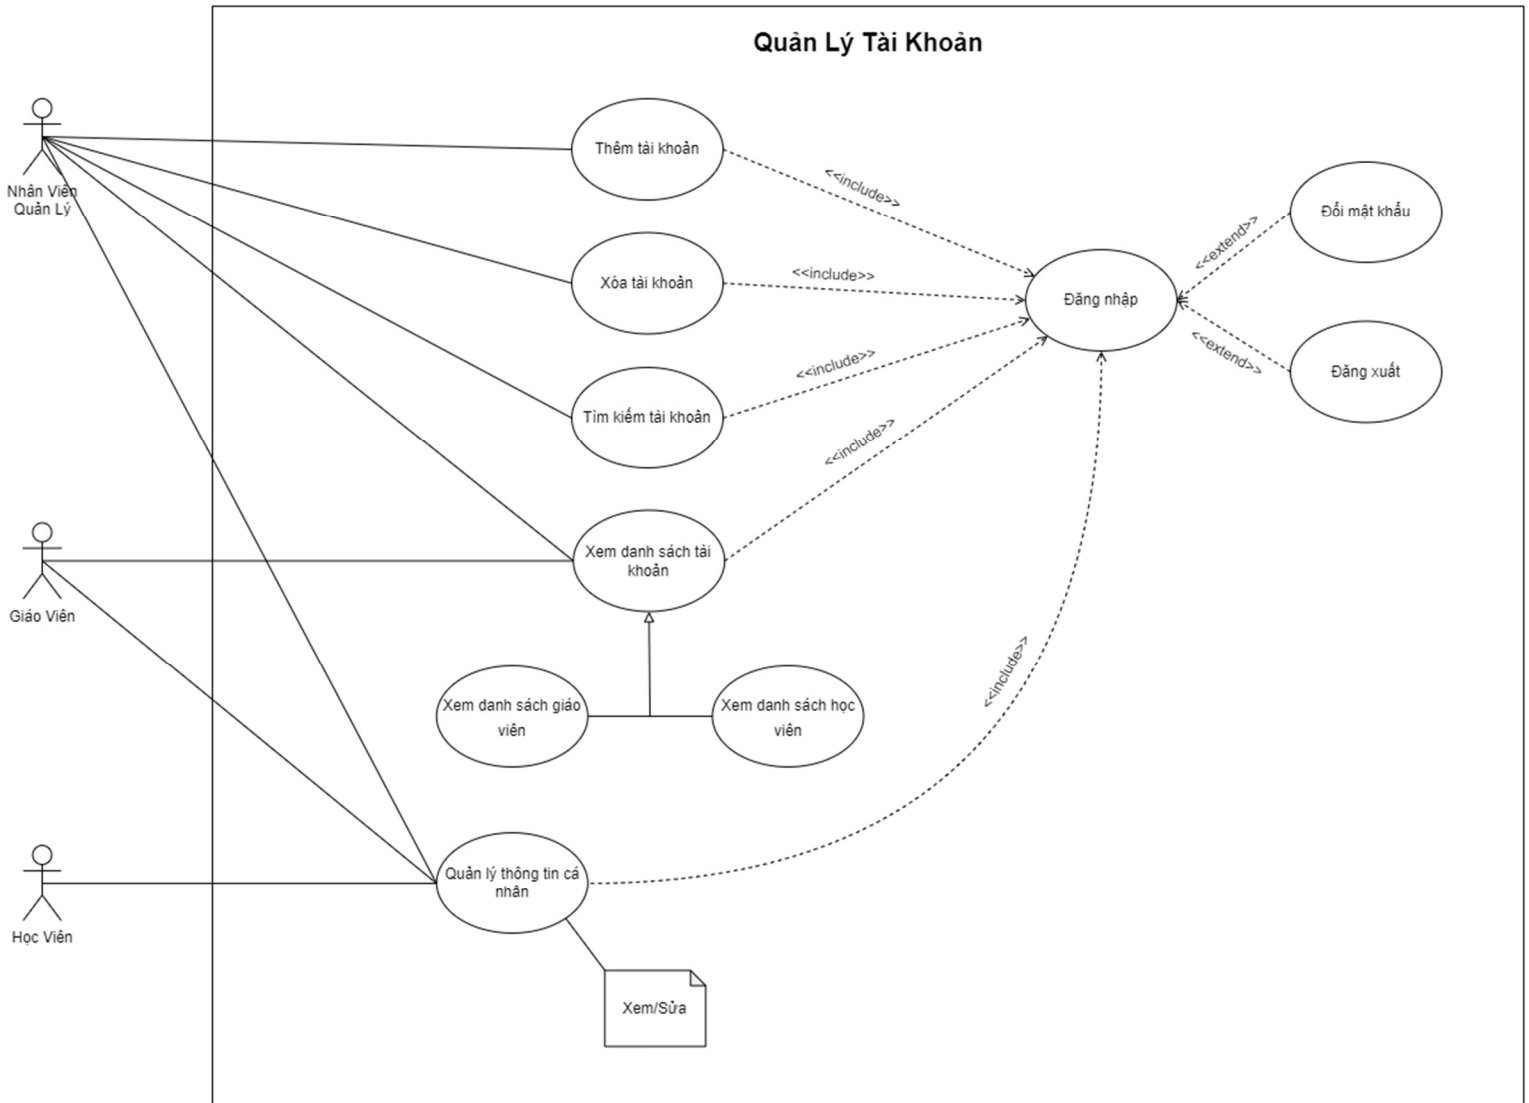 Quản Lý Tài Khoản
Nhân Viên
Quản Lý
Thêm tài khoản
<<include>>
Đổi mật khẩu
<<extend>>
Xóa tài khoản
<<include>>
Đăng nhập
<<extend>>
Đăng xuất
Tìm kiếm tài khoản
<<include>>
<<include>>
Xem danh sách tài
khoản
Giáo Viên
Xem danh sách giáo
viên
Xem danh sách học
viên
<<include>>
Quản lý thông tin cá
nhân
Học Viên
Xem/Sửa